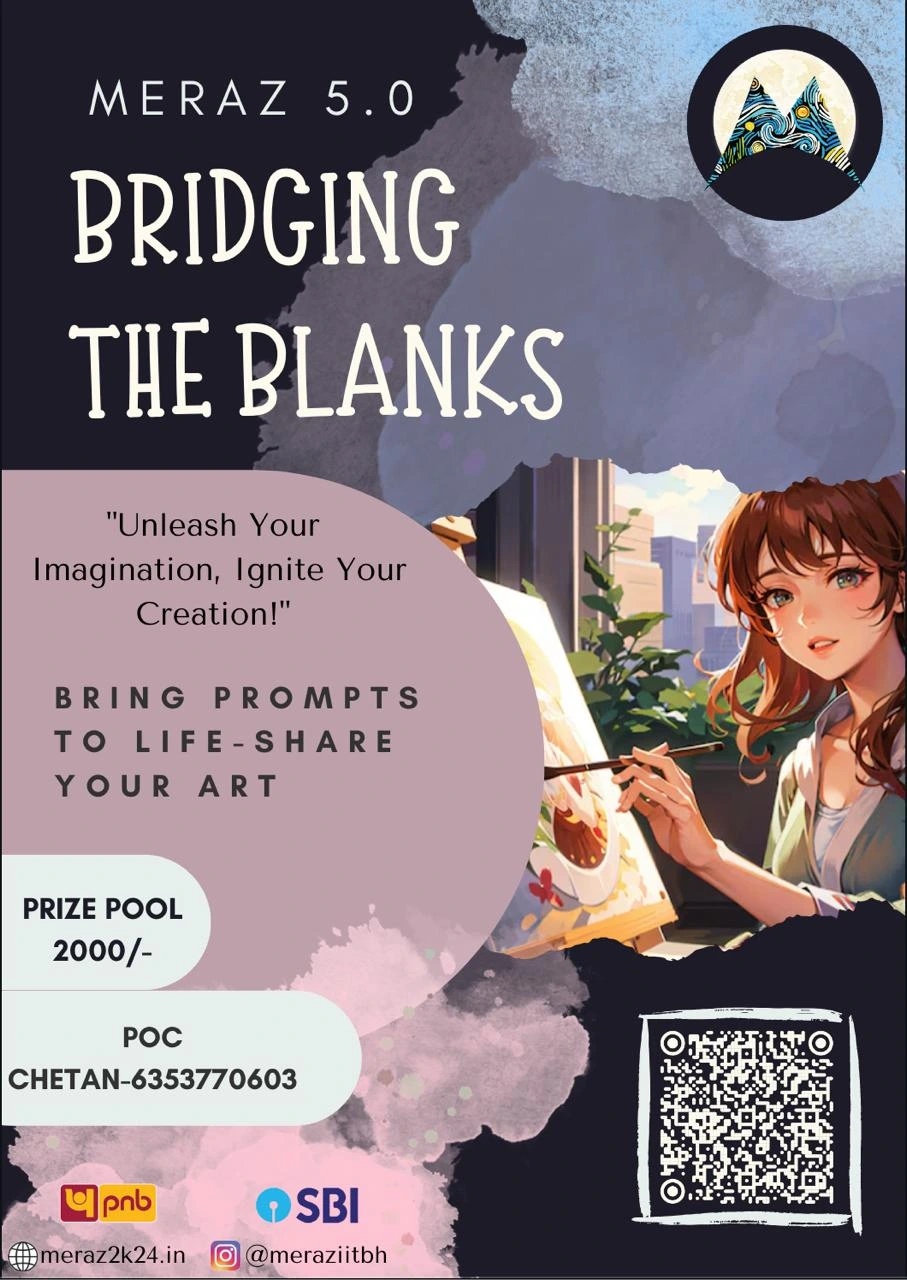 MERAZ 5.0
BRIDGING
THE BLANKS
"Unleash Your
Imagination, Ignite Your
Creation!"
BRING PROMPTS
TO LIFE-SHARE
YOUR ART
PRIZE POOL
2000/-
POC
CHETAN-6353770603
pnb
SBI
meraz2k24.in
@meraziitbh